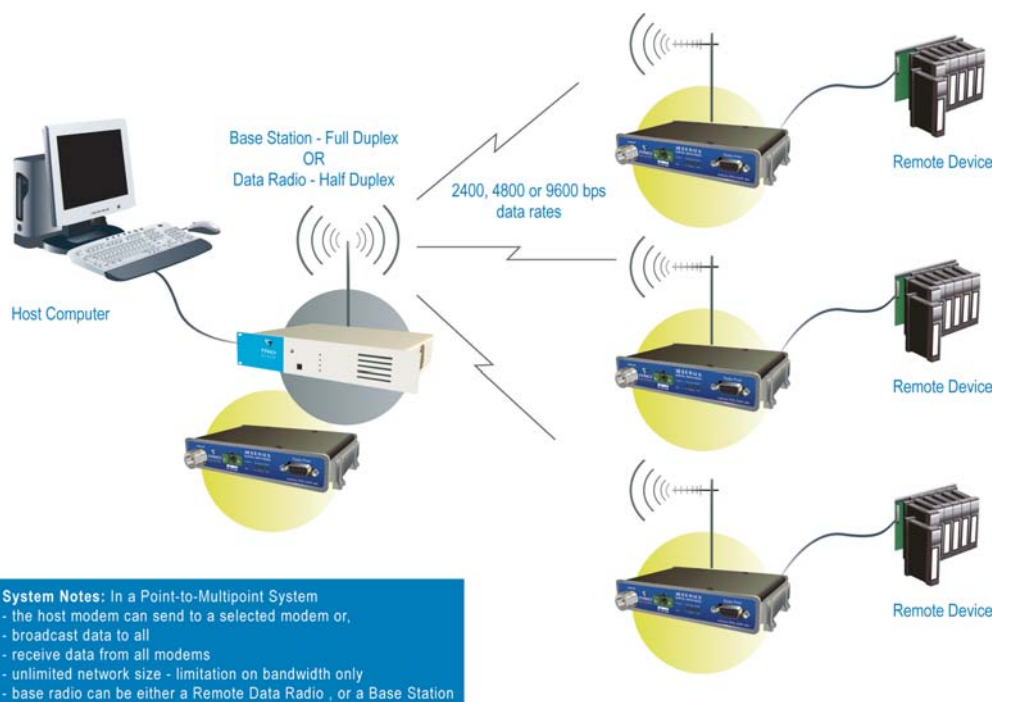 Base Station - Full Duplex
OR
Data Radio - Half Duplex
2400, 4800 or 9600 bps
data rates
Host Computer
Remote Device
Remote Device
Remote Device
System Notes: In a Point-to-Multipoint System
- the host modem can send to a selected modem or,
- broadcast data to all
- receive data from all modems
- unlimited network size - limitation on bandwidth only
- base radio can be either a Remote Data Radio , or a Base Station